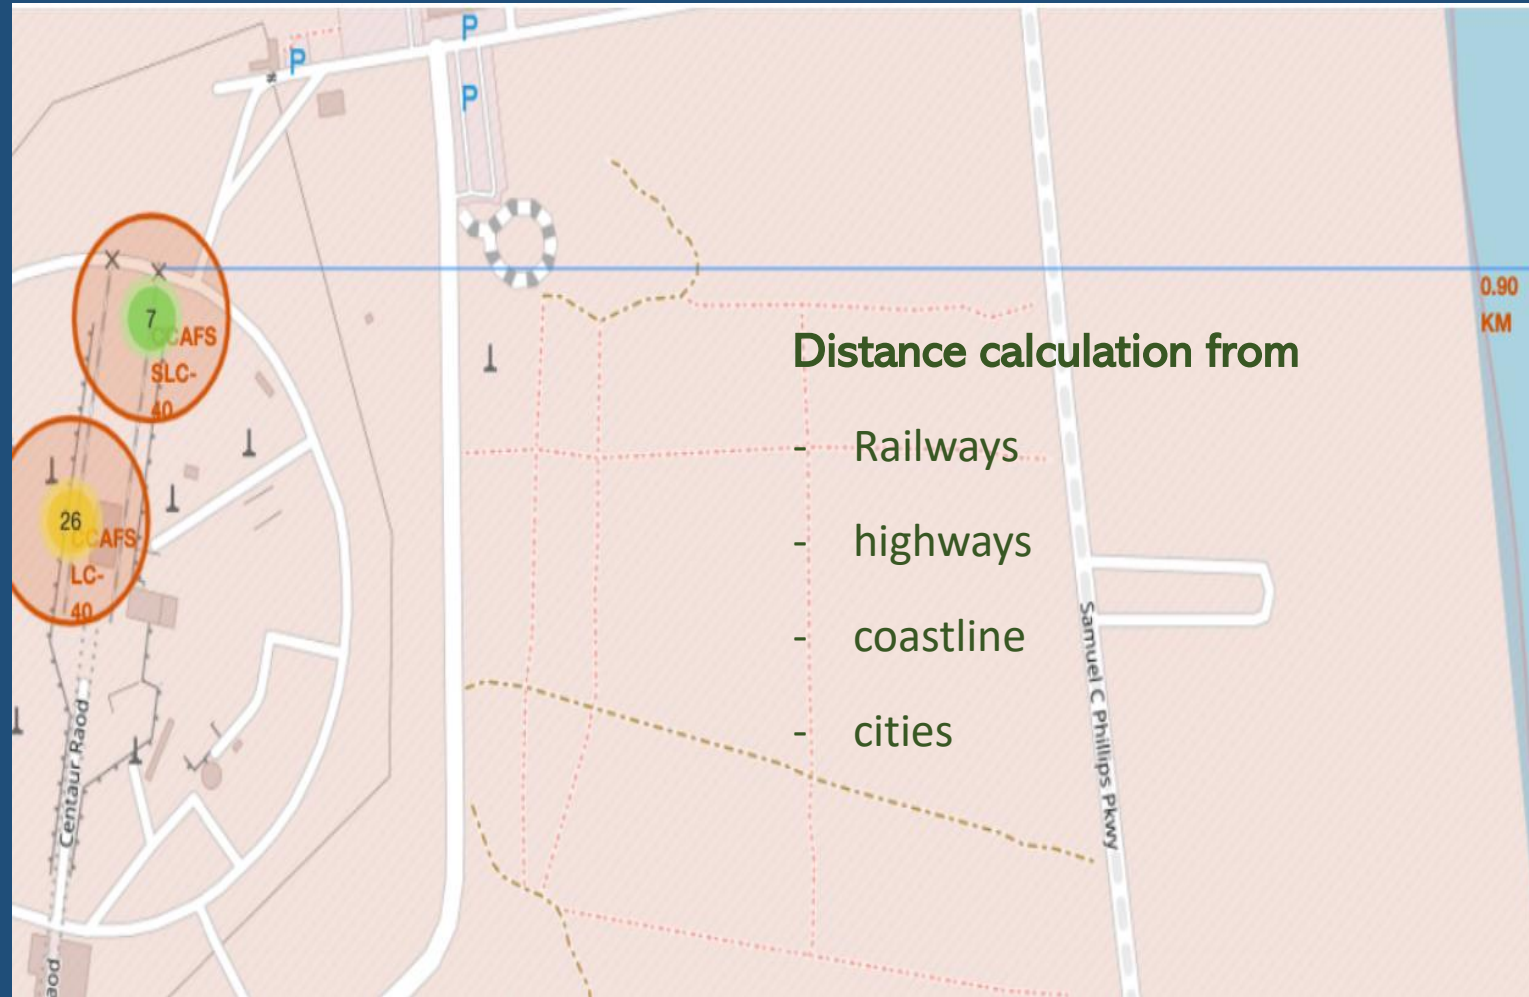 P
P
P
0.90
KM
7
CCAFS
SLC-
40
Distance calculation from
- Railways
- highways
- coastline
- cities
26
CCAFS
LC-
40
Samuel C Phillips Pkwy
Centaur Raod
aod